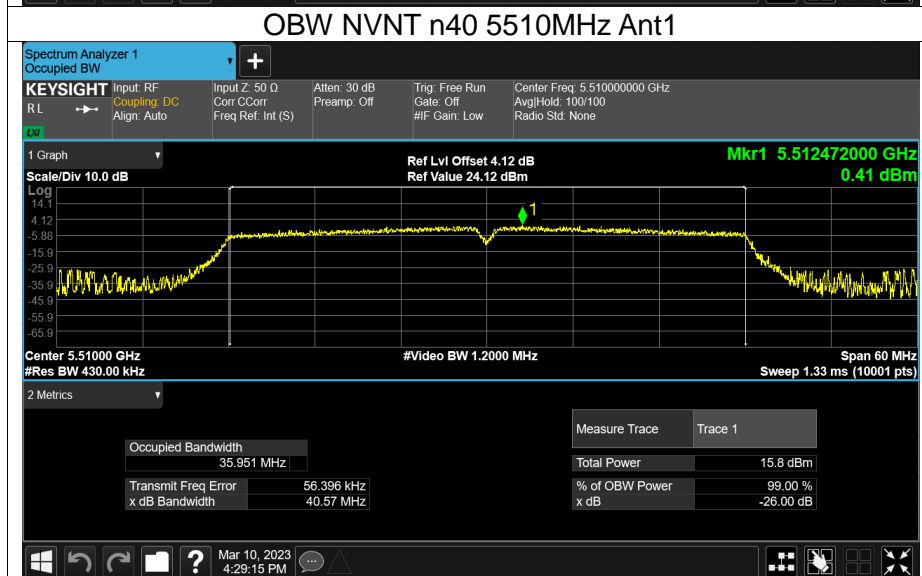 OBW NVNT n40 5510MHz Ant1
Spectrum Analyzer 1
Occupied BW
KEYSIGHT
R L
LXI
Input: RF
Coupling: DC
Align: Auto
Input Z: 50 Ω
Corr CCorr
Freq Ref: Int (S)
Atten: 30 dB
Preamp: Off
Trig: Free Run
Gate: Off
#IF Gain: Low
Center Freq: 5.510000000 GHz
Avg|Hold: 100/100
Radio Std: None
1 Graph
Scale/Div 10.0 dB
Ref Lvl Offset 4.12 dB
Ref Value 24.12 dBm
Mkr1 5.512472000 GHz
0.41 dBm
Log
14.1
4.12
-5.88
-15.9
-25.9
-35.9
-45.9
-55.9
-65.9
1
Center 5.51000 GHz
#Res BW 430.00 kHz
#Video BW 1.2000 MHz
Span 60 MHz
Sweep 1.33 ms (10001 pts)
2 Metrics
Occupied Bandwidth
35.951 MHz
Transmit Freq Error 56.396 kHz
x dB Bandwidth 40.57 MHz
Measure Trace Trace 1
Total Power 15.8 dBm
% of OBW Power 99.00 %
x dB -26.00 dB
?
Mar 10, 2023
4:29:15 PM